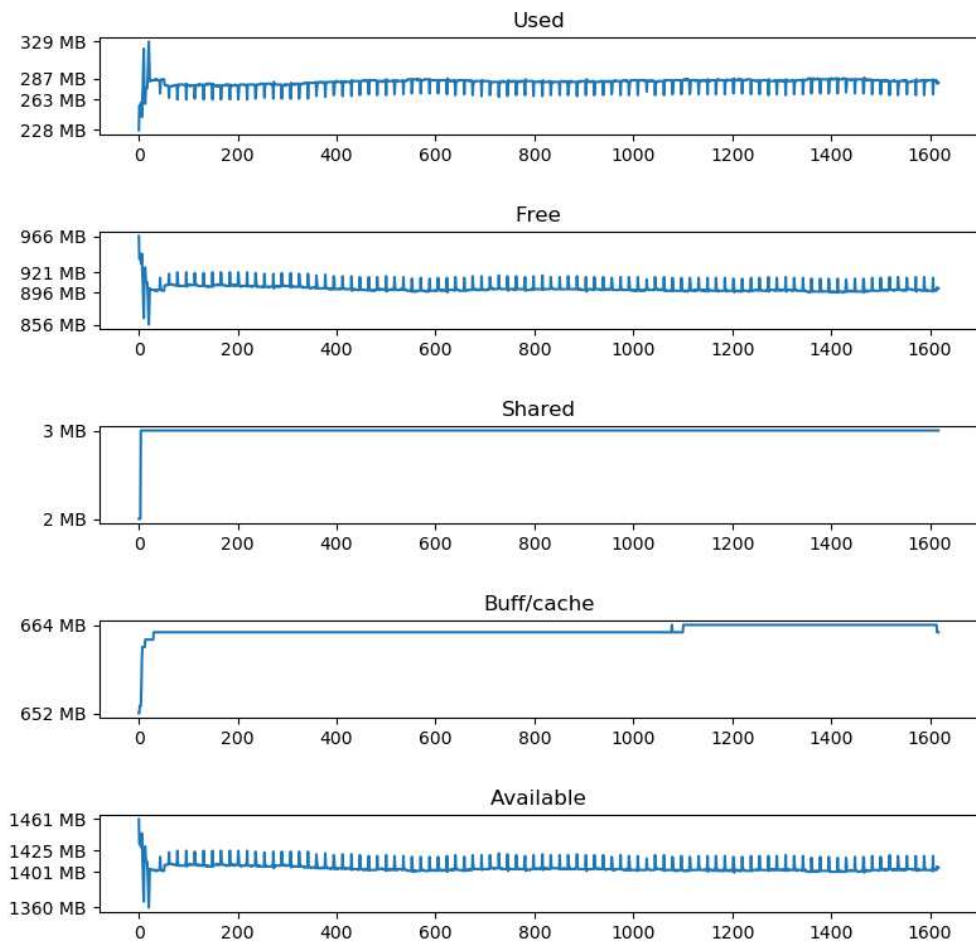 Used
329 MB
287 MB
263 MB
228 MB
0 200 400 600 800 1000 1200 1400 1600
Free
966 MB
921 MB
896 MB
856 MB
0 200 400 600 800 1000 1200 1400 1600
Shared
3 MB
2 MB
0 200 400 600 800 1000 1200 1400 1600
Buff/cache
664 MB
652 MB
0 200 400 600 800 1000 1200 1400 1600
Available
1461 MB
1425 MB
1401 MB
1360 MB
0 200 400 600 800 1000 1200 1400 1600